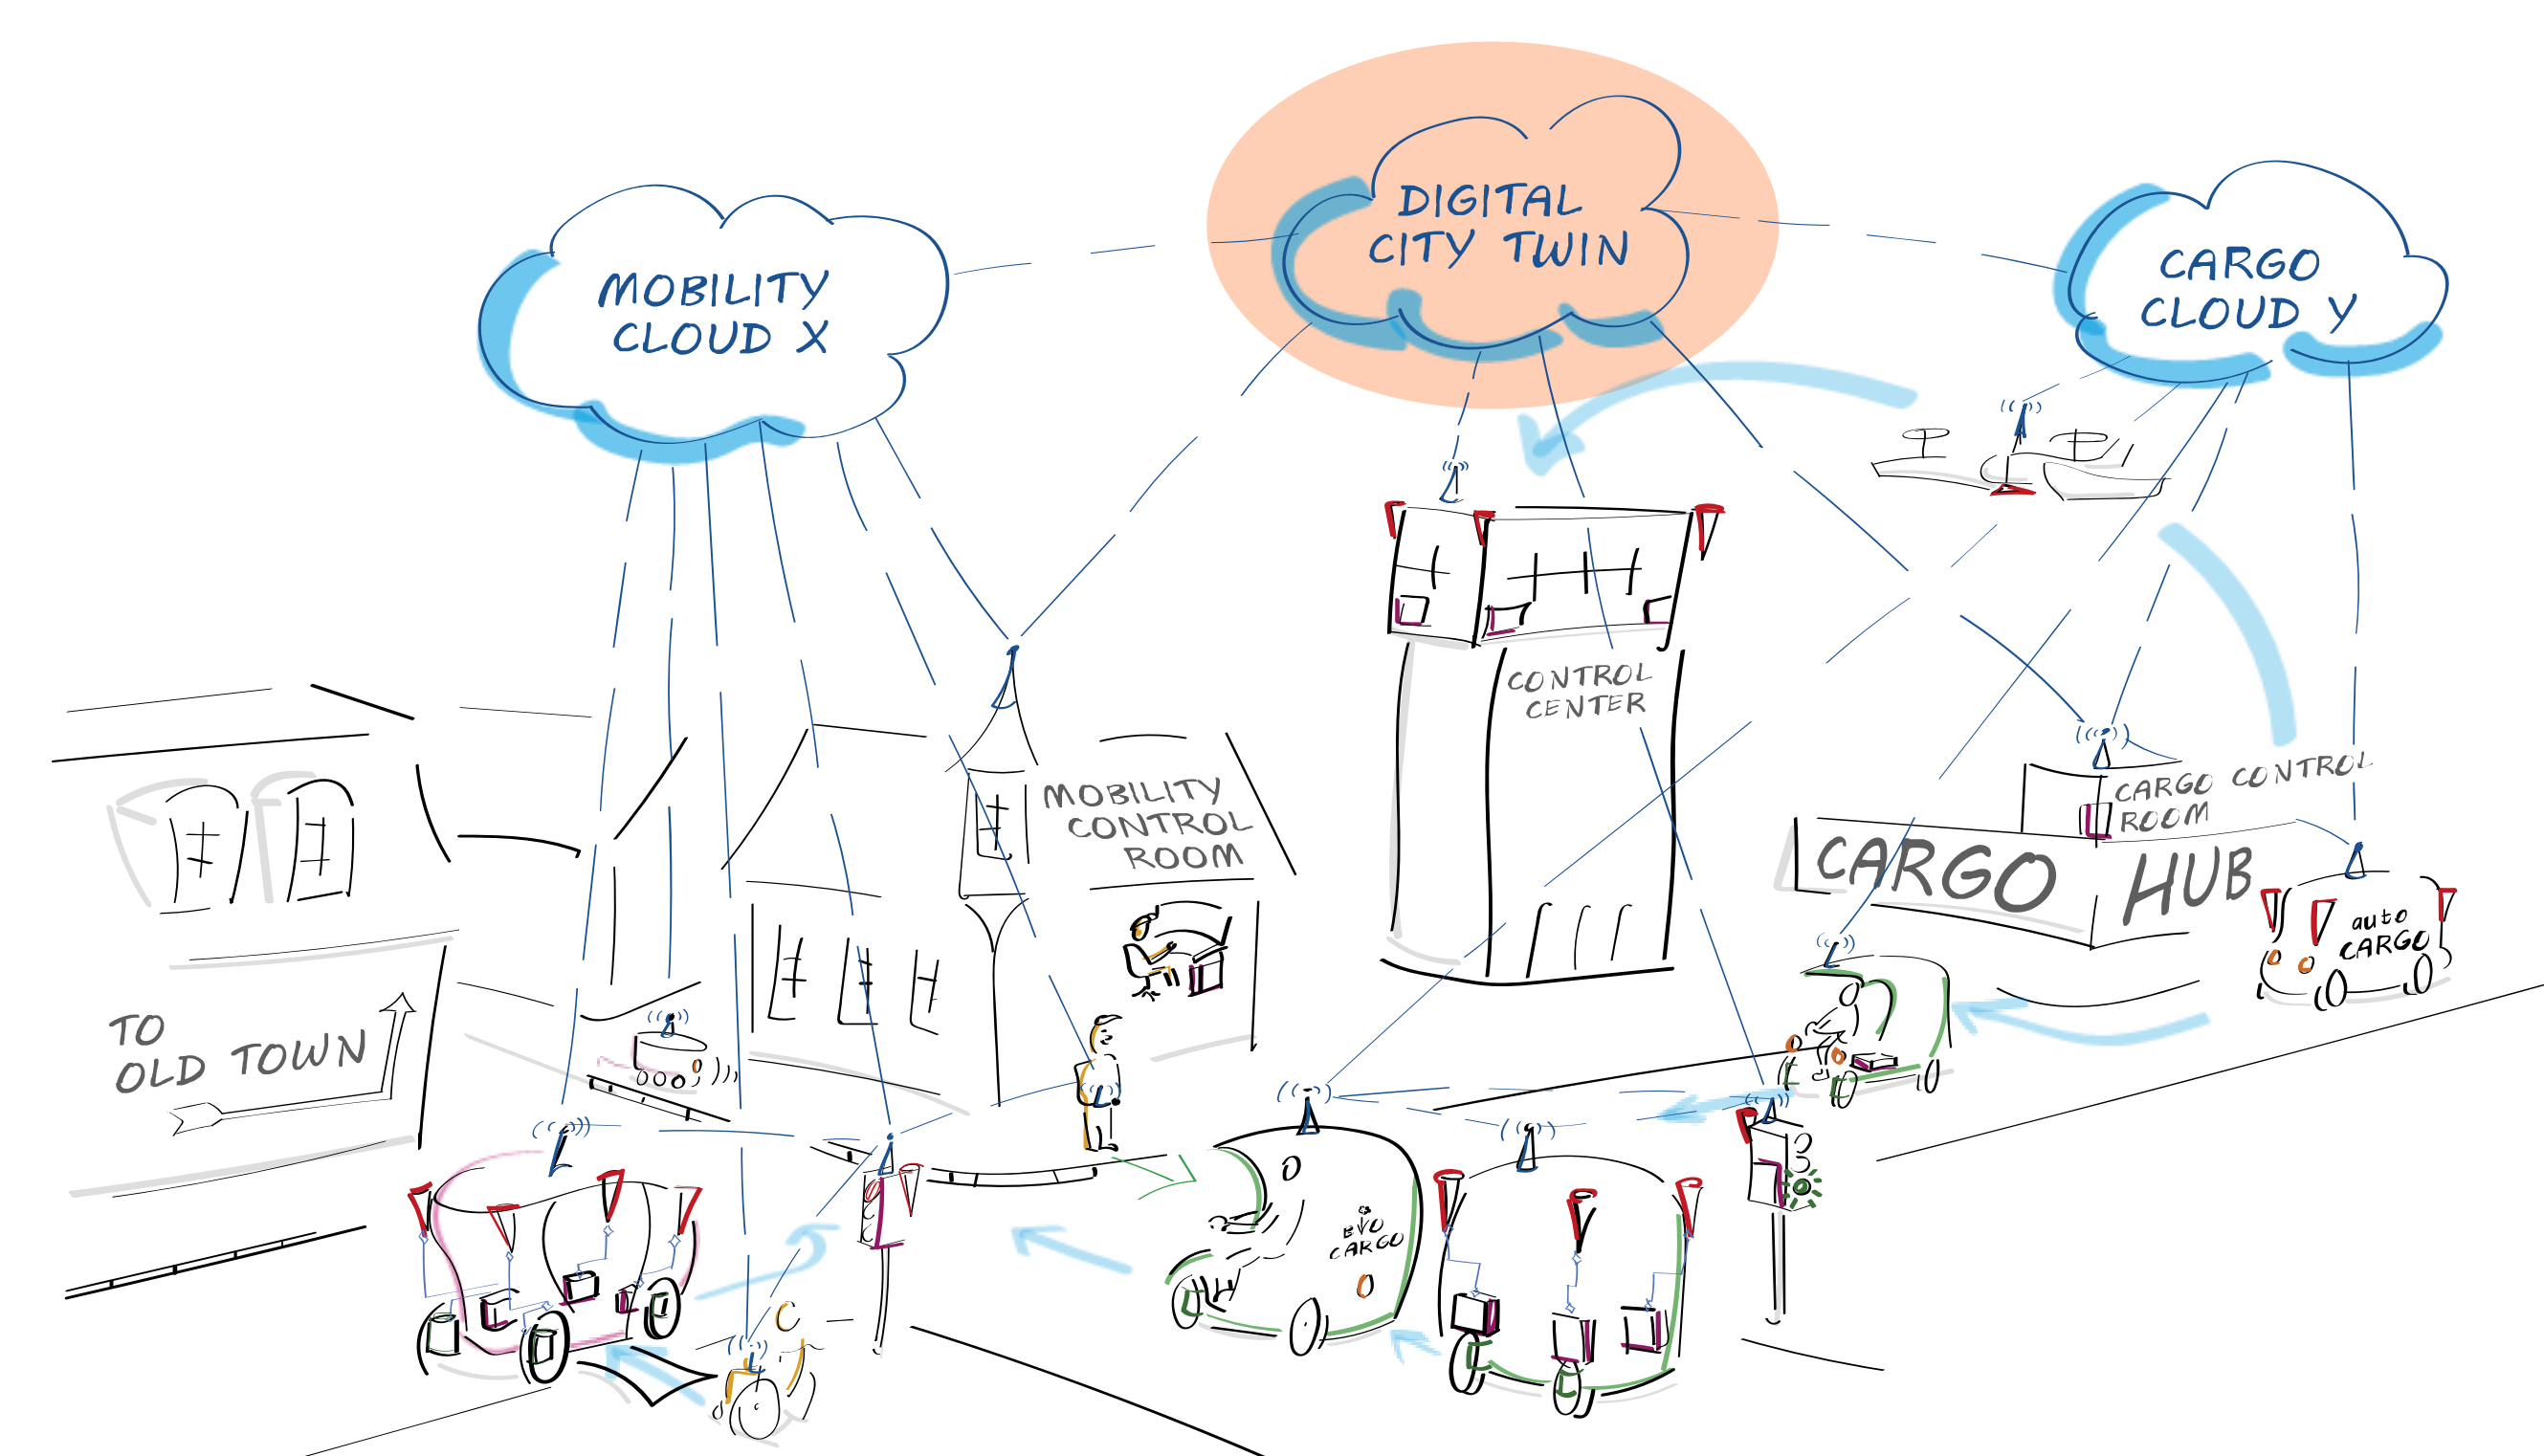 DIGITAL
CITY TWIN
MOBILITY
CLOUD X
CARGO
CLOUD Y
CONTROL
CENTER
MOBILITY
CONTROL
ROOM
CARGO CONTROL
ROOM
CARGO HUB
auto
CARGO
TO
OLD TOWN
EVO
CARGO